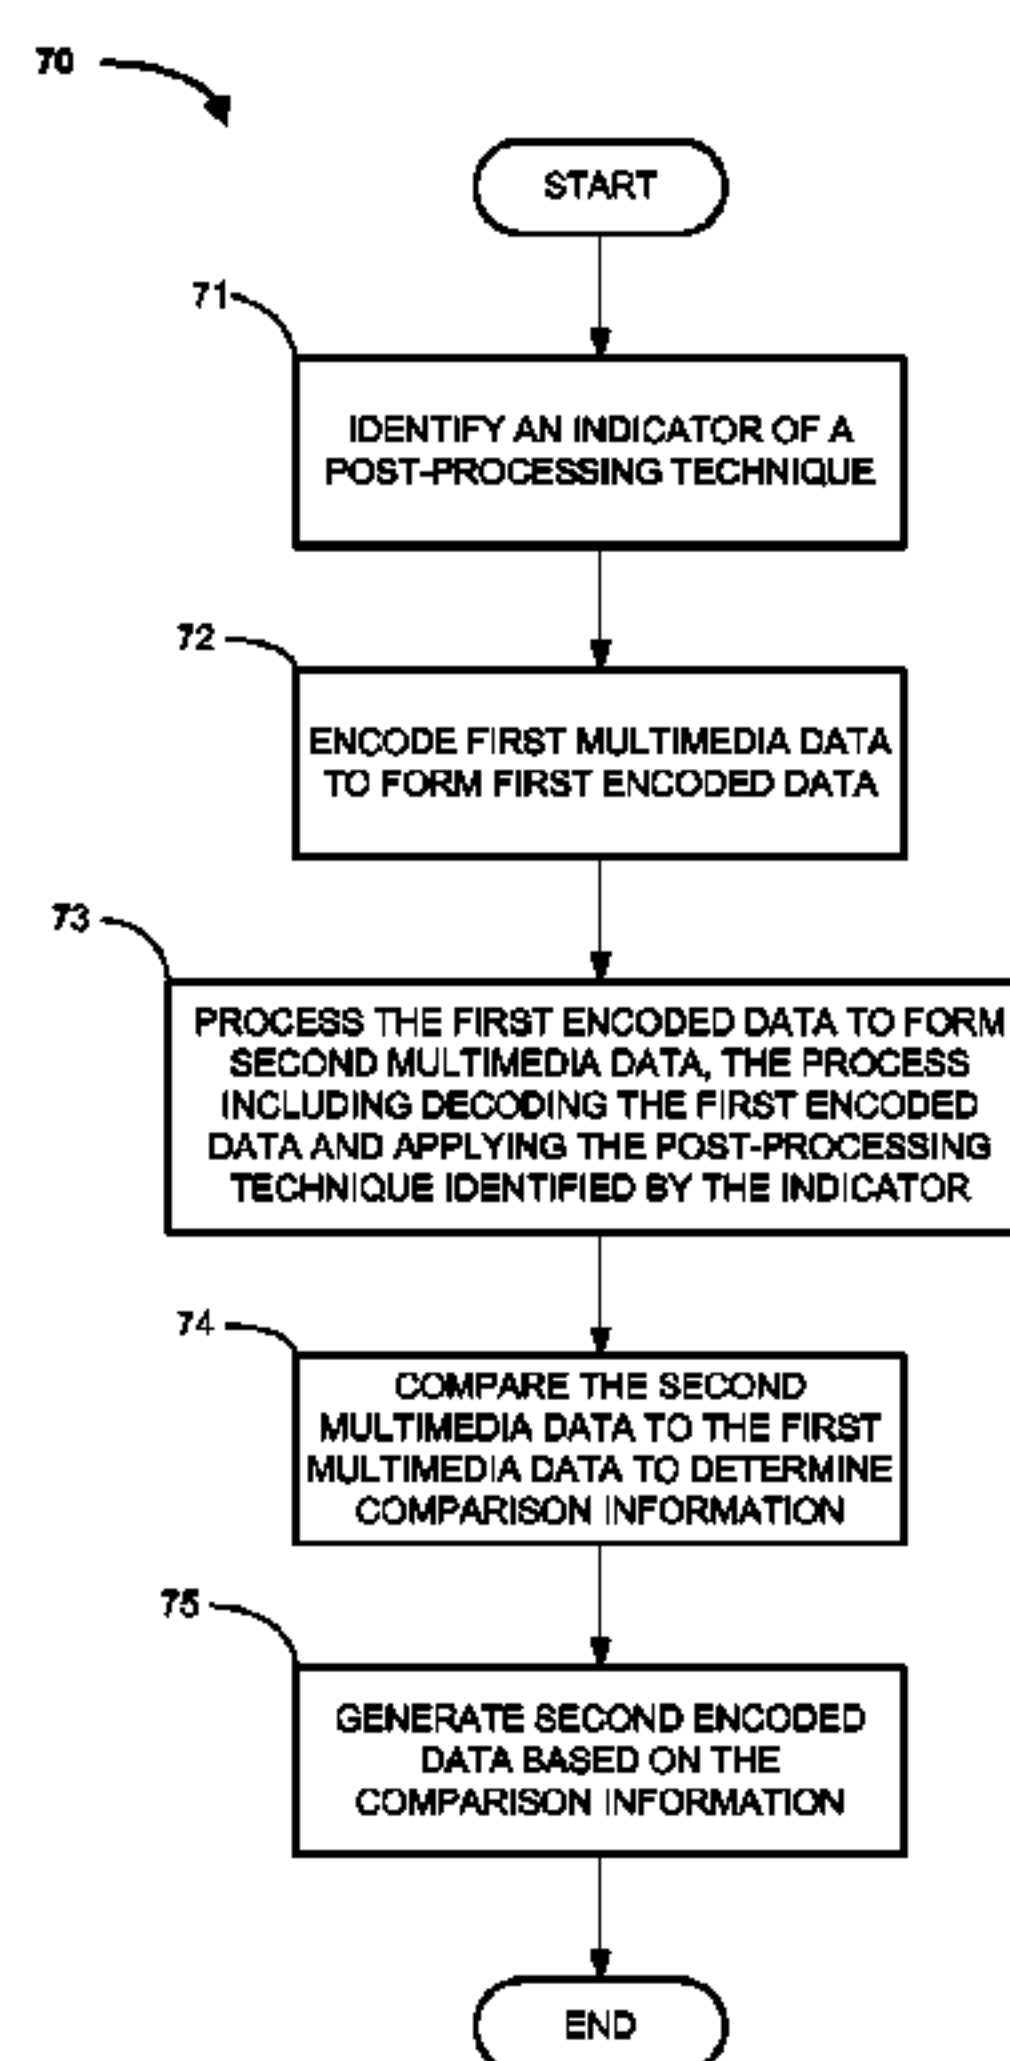 70
START
71
IDENTIFY AN INDICATOR OF A
POST-PROCESSING TECHNIQUE
72
ENCODE FIRST MULTIMEDIA DATA
TO FORM FIRST ENCODED DATA
73
PROCESS THE FIRST ENCODED DATA TO FORM
SECOND MULTIMEDIA DATA, THE PROCESS
INCLUDING DECODING THE FIRST ENCODED
DATA AND APPLYING THE POST-PROCESSING
TECHNIQUE IDENTIFIED BY THE INDICATOR
74
COMPARE THE SECOND
MULTIMEDIA DATA TO THE FIRST
MULTIMEDIA DATA TO DETERMINE
COMPARISON INFORMATION
75
GENERATE SECOND ENCODED
DATA BASED ON THE
COMPARISON INFORMATION
END